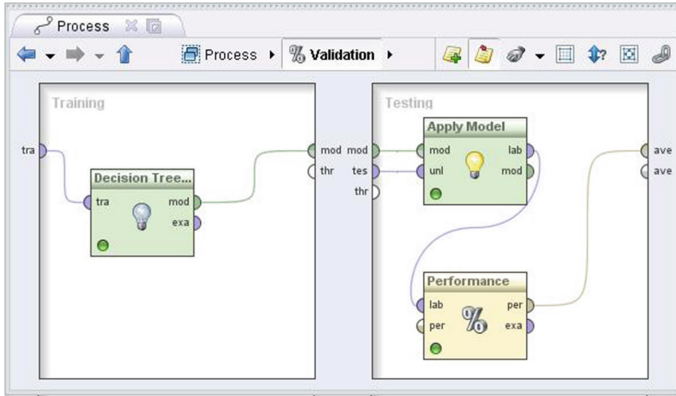 Process
Process
Validation
Training
Testing
tra
Decision Tree...
tra
mod
exa
mod
thr
mod
tes
thr
Apply Model
mod
lab
unl
mod
Performance
lab
per
per
exa
ave
ave